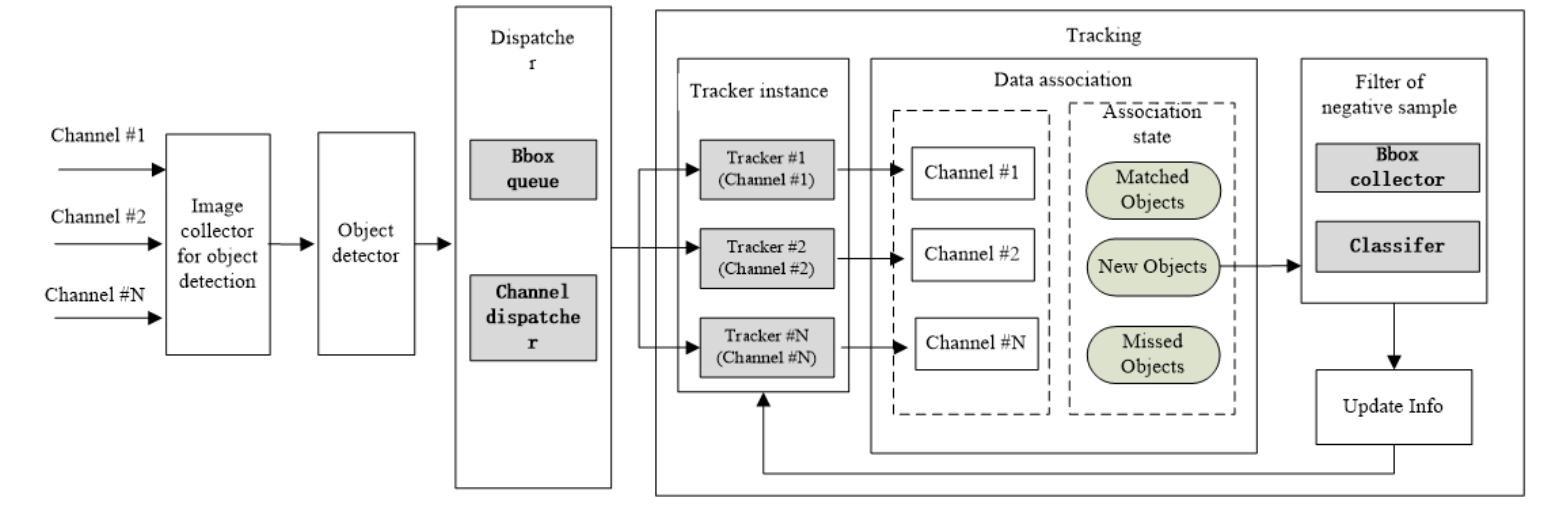 Channel #1
Channel #2
Channel #N
Image
collector
for object
detection
Object
detector
Dispatche
r
Bbox
queue
Channel
dispatche
r
Tracking
Tracker instance
Tracker #1
(Channel #1)
Tracker #2
(Channel #2)
Tracker #N
(Channel #N)
Data association
Channel #1
Channel #2
Channel #N
Association
state
Matched
Objects
New Objects
Missed
Objects
Filter of
negative sample
Bbox
collector
Classifer
Update Info